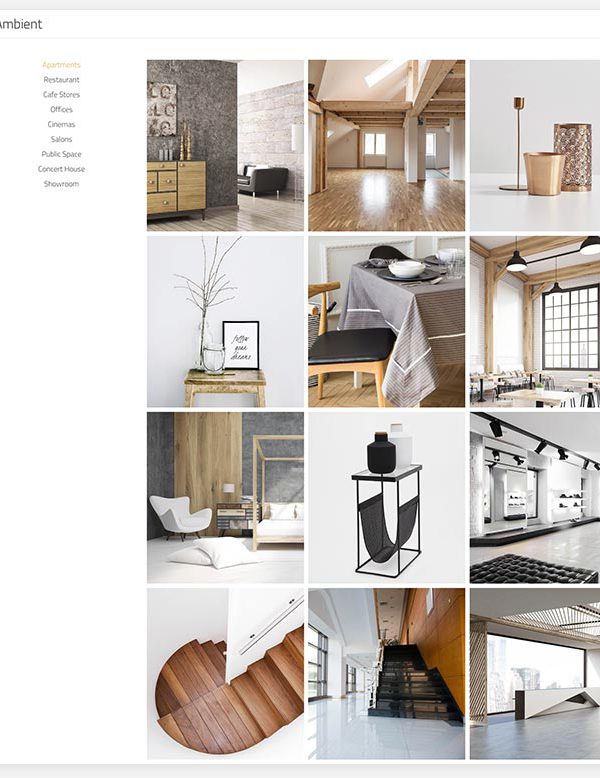 Ambient
Apartments
Restaurant
Cafe Stores
Offices
Cinemas
Salons
Public Space
Concert House
Showroom
follow
your
dreams